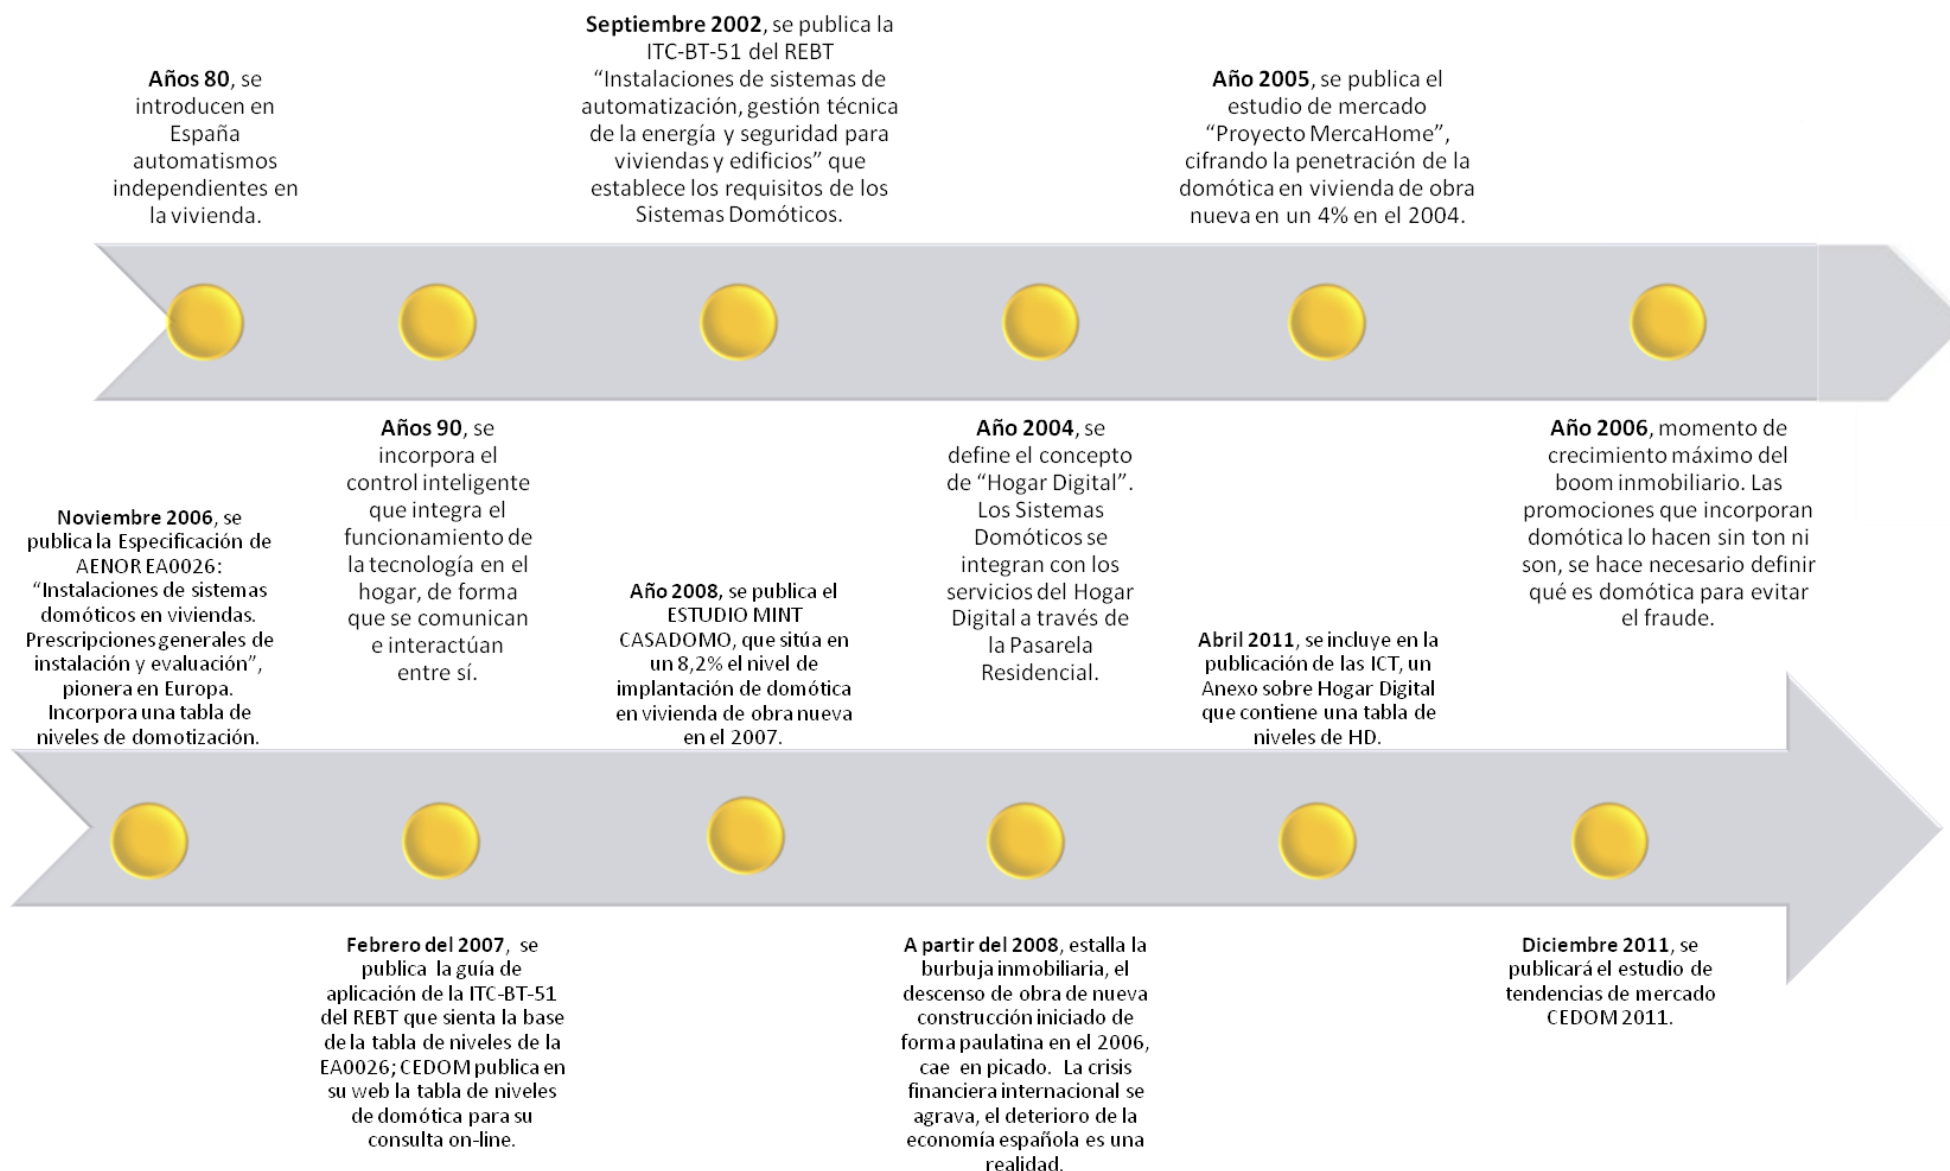 Años 80, se
introducen en
España
automatismos
independientes en
la vivienda.
Años 90, se
incorpora el
control inteligente
que integra el
funcionamiento de
la tecnología en el
hogar, de forma
que se comunican
e interactúan
entre sí.
Septiembre 2002, se publica la
ITC-BT-51 del REBT
“Instalaciones de sistemas de
automatización, gestión técnica
de la energía y seguridad para
viviendas y edificios” que
establece los requisitos de los
Sistemas Domóticos.
Año 2004, se
define el concepto
de “Hogar Digital”.
Los Sistemas
Domóticos se
integran con los
servicios del Hogar
Digital a través de
la Pasarela
Residencial.
Año 2005, se publica el
estudio de mercado
“Proyecto MercaHome”,
cifrando la penetración de la
domótica en vivienda de obra
nueva en un 4% en el 2004.
Año 2006, momento de
crecimiento máximo del
boom inmobiliario. Las
promociones que incorporan
domótica lo hacen sin ton ni
son, se hace necesario definir
qué es domótica para evitar
el fraude.
Noviembre 2006, se
publica la Especificación de
AENOR EA0026:
“Instalaciones de sistemas
domóticos en viviendas.
Prescripciones generales de
instalación y evaluación”,
pionera en Europa.
Incorpora una tabla de
niveles de domotización.
Febrero del 2007, se
publica la guía de
aplicación de la ITC-BT-51
del REBT que sienta la base
de la tabla de niveles de la
EA0026; CEDOM publica en
su web la tabla de niveles
de domótica para su
consulta on-line.
Año 2008, se publica el
ESTUDIO MINT
CASADOMO, que sitúa en
un 8,2% el nivel de
implantación de domótica
en vivienda de obra nueva
en el 2007.
A partir del 2008, estalla la
burbuja inmobiliaria, el
descenso de obra de nueva
construcción iniciado de
forma paulatina en el 2006,
cae en picado. La crisis
financiera internacional se
agrava, el deterioro de la
economía española es una
realidad.
Abril 2011, se incluye en la
publicación de las ICT, un
Anexo sobre Hogar Digital
que contiene una tabla de
niveles de HD.
Diciembre 2011, se
publicará el estudio de
tendencias de mercado
CEDOM 2011.